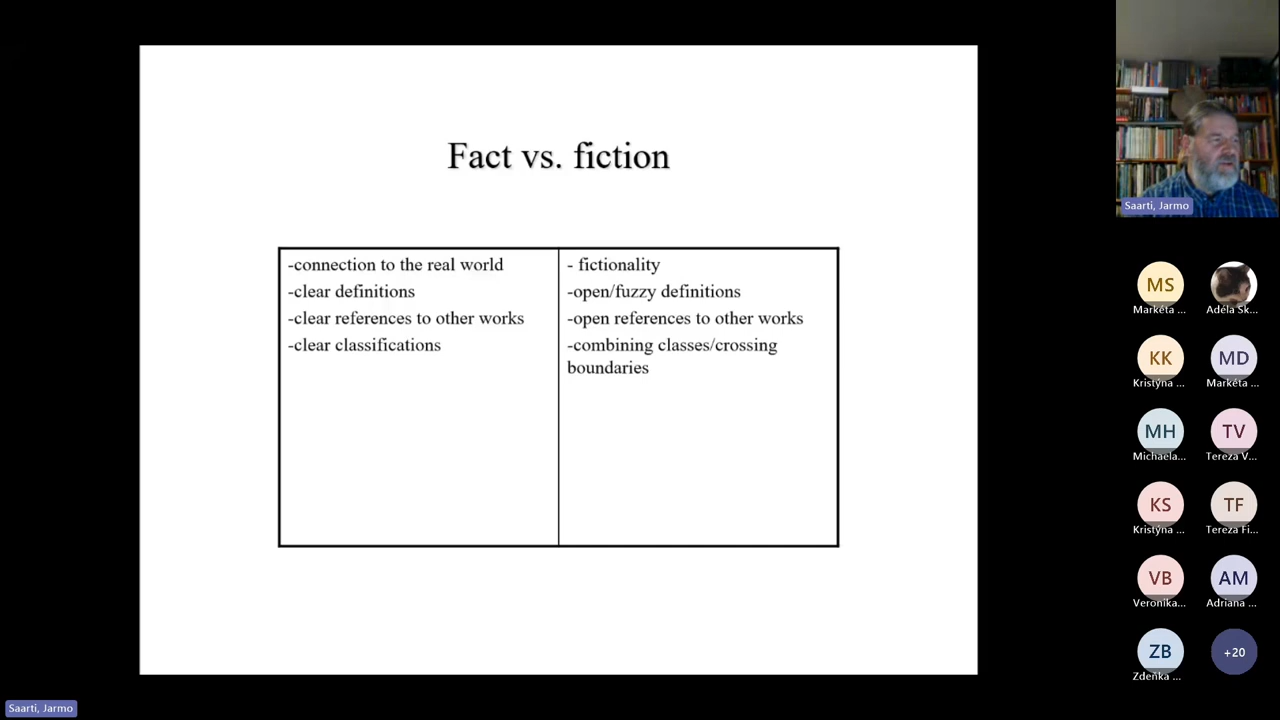 Fact vs. fiction
-connection to the real world
-clear definitions
-clear references to other works
-clear classifications
- fictionality
-open/fuzzy definitions
-open references to other works
-combining classes/crossing
boundaries
Saarti, Jarmo
MS
Markéta ...
Adéla Sk...
KK
Kristýna ...
MD
Markéta ...
MH
Michaela...
TV
Tereza V...
KS
Kristýna ...
TF
Tereza Fi...
VB
Veronika...
AM
Adriana ...
ZB
Zdeňka ...
+20
Saarti, Jarmo